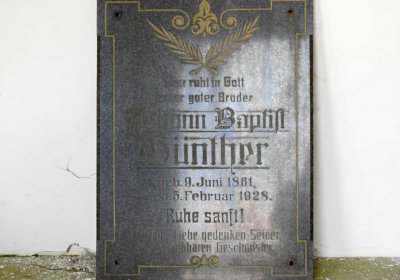 Hier ruht in Gott
unser guter Bruder
Johann Baptist
Günther
geb. 9. Juni 1861,
gest. 5. Februar 1928.
Ruhe sanft!
Liebe gedenken Seiner
dankbaren Geschwister.